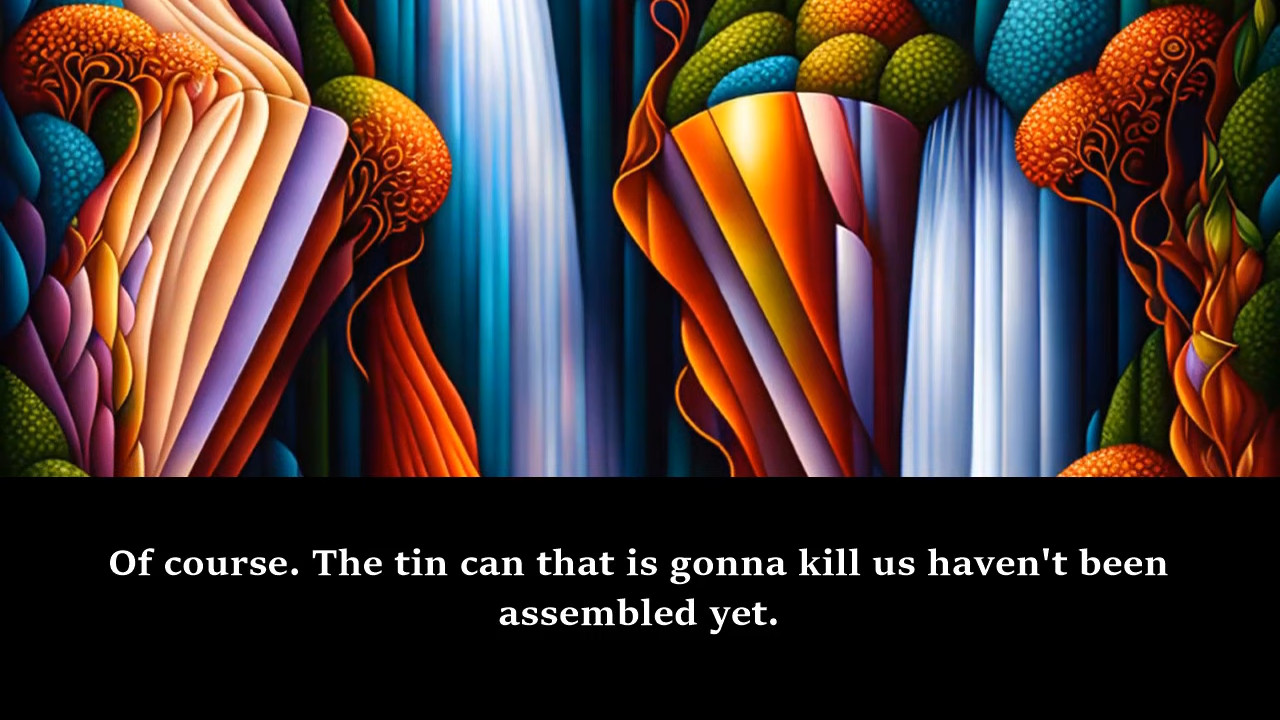 Of course. The tin can that is gonna kill us haven't been
assembled yet.